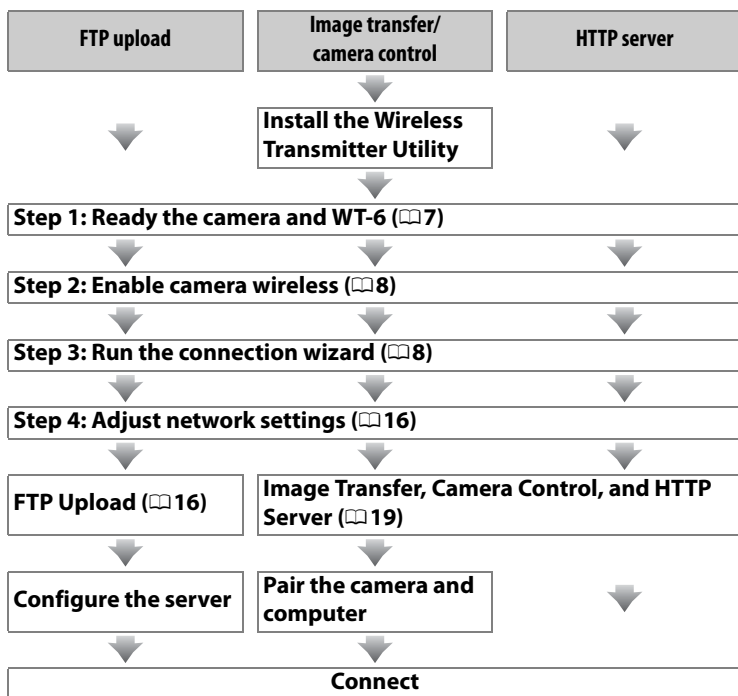 FTP upload
Image transfer/
camera control
HTTP server
Install the Wireless
Transmitter Utility
Step 1: Ready the camera and WT-6 (📖7)
Step 2: Enable camera wireless (📖8)
Step 3: Run the connection wizard (📖8)
Step 4: Adjust network settings (📖16)
FTP Upload (📖16)
Image Transfer, Camera Control, and HTTP
Server (📖19)
Configure the server
Pair the camera and
computer
Connect